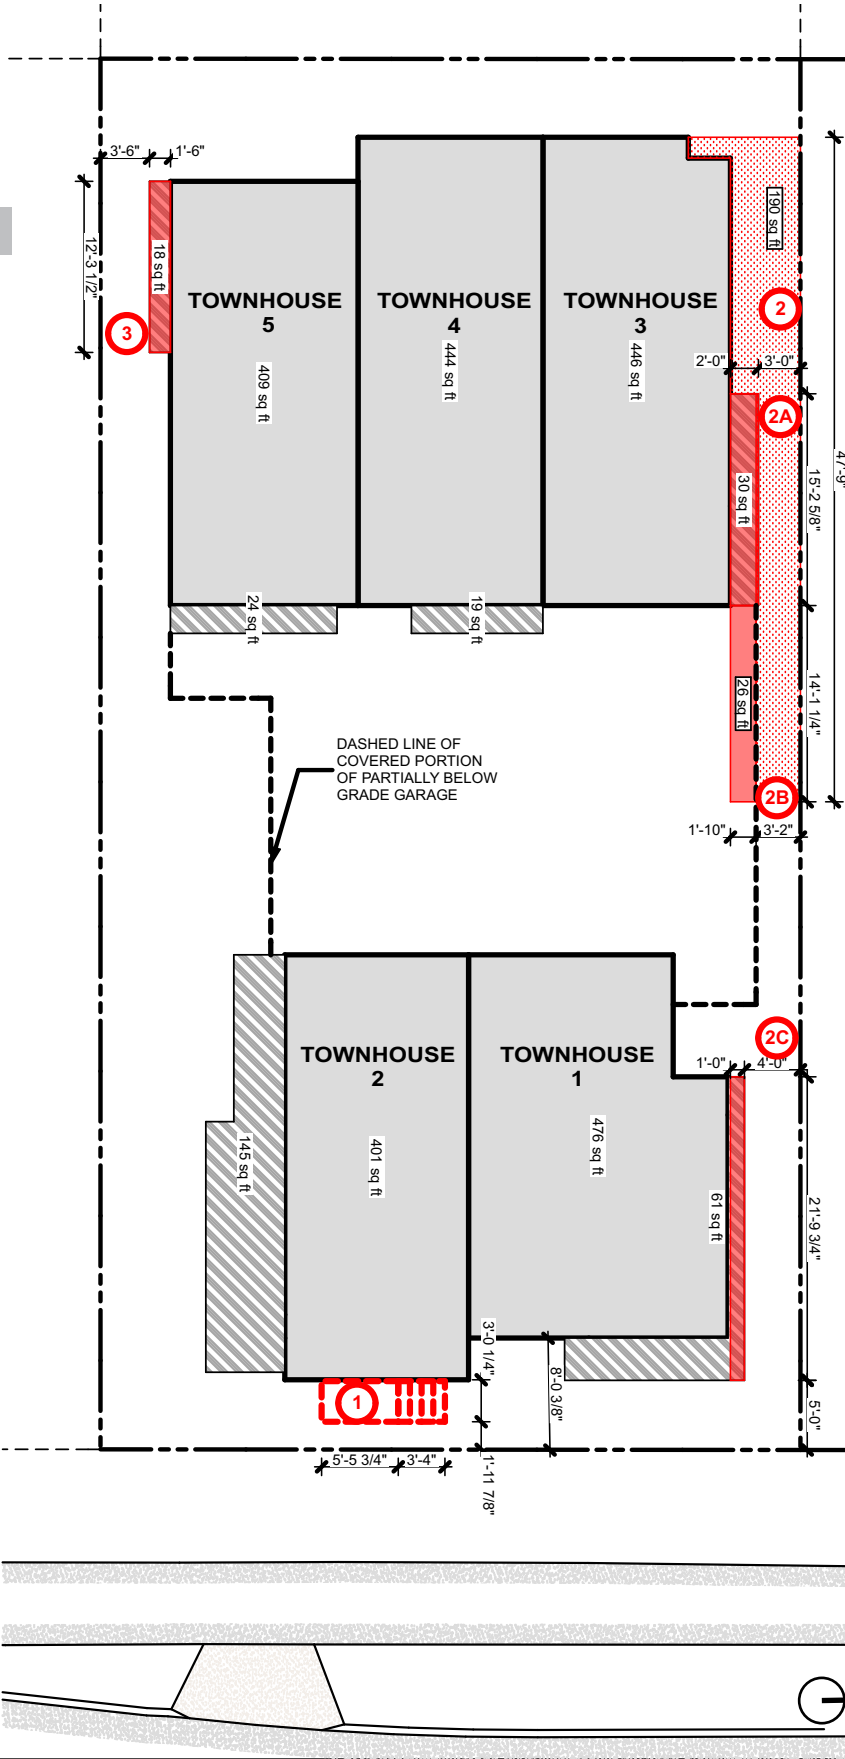 3'-6"
1'-6"
190 sq ft
12'-3 1/2"
18 sq ft
3
TOWNHOUSE
5
409 sq ft
TOWNHOUSE
4
444 sq ft
TOWNHOUSE
3
446 sq ft
2
2'-0"
3'-0"
2A
47'-9"
15'-2 5/8"
30 sq ft
24 sq ft
19 sq ft
26 sq ft
14'-1 1/4"
DASHED LINE OF
COVERED PORTION
OF PARTIALLY BELOW
GRADE GARAGE
2B
1'-10"
3'-2"
2C
1'-0"
4'-0"
TOWNHOUSE
2
401 sq ft
TOWNHOUSE
1
476 sq ft
145 sq ft
61 sq ft
21'-9 3/4"
3'-0 1/4"
8'-0 3/8"
1
5'-0"
5'-5 3/4"
3'-4"
1'-11 7/8"